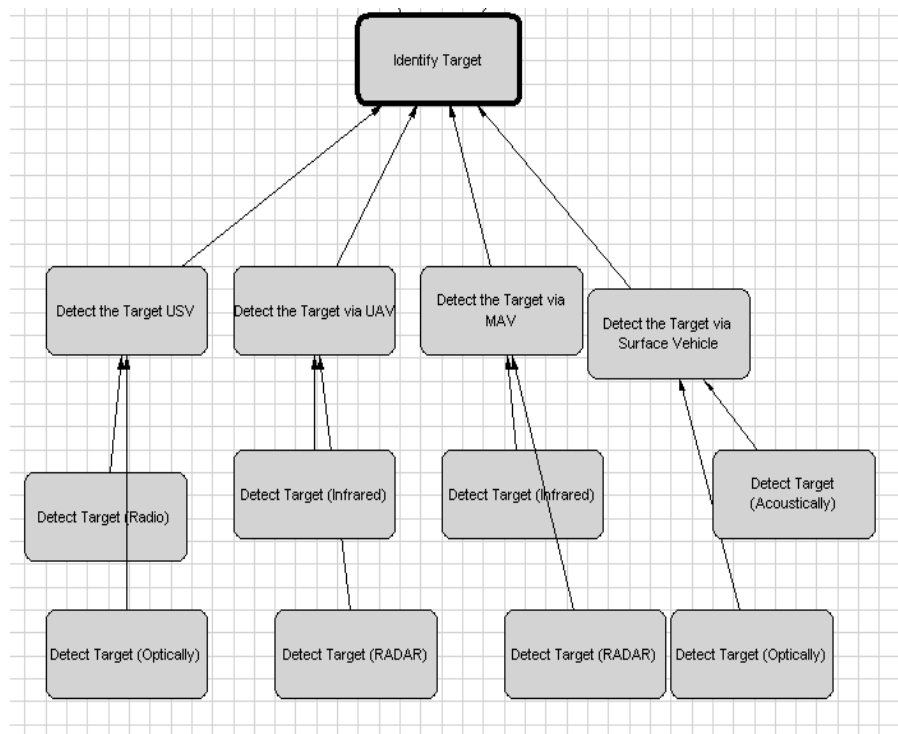 Identify Target
Detect the Target USV
Detect the Target via UAV
Detect the Target via
MAV
Detect the Target via
Surface Vehicle
Detect Target (Radio)
Detect Target (Infrared)
Detect Target (Infrared)
Detect Target
(Acoustically)
Detect Target (Optically)
Detect Target (RADAR)
Detect Target (RADAR)
Detect Target (Optically)